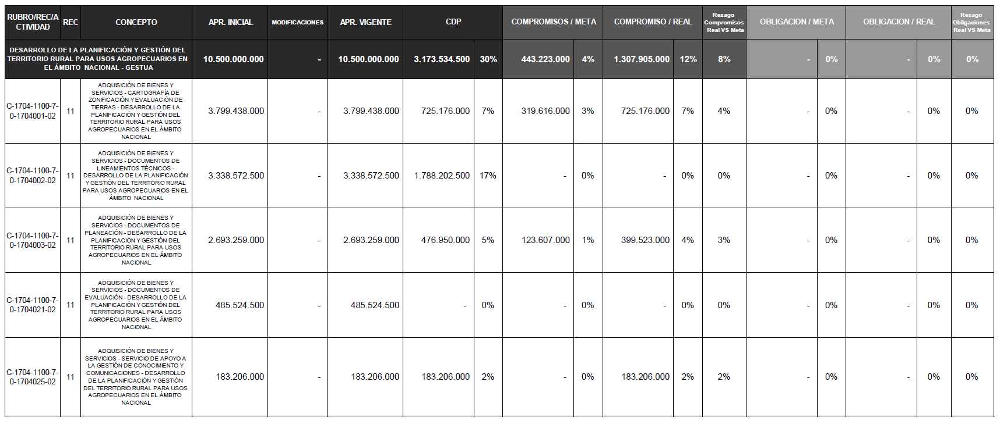 RUBRO/REC/A
CTIVIDAD
REC
CONCEPTO
APR. INICIAL
MODIFICACIONES
APR. VIGENTE
CDP
COMPROMISOS / META
COMPROMISO / REAL
Rezago
Compromisos
Real VS Meta
OBLIGACION / META
OBLIGACION / REAL
Rezago
Obligaciones
Real VS Meta
DESARROLLO DE LA PLANIFICACIÓN Y GESTIÓN DEL
TERRITORIO RURAL PARA USOS AGROPECUARIOS EN
EL ÁMBITO NACIONAL - GESTUA
10.500.000.000 - 10.500.000.000 3.173.534.500 30% 443.223.000 4% 1.307.905.000 12% 8% - 0% - 0% 0%
C-1704-1100-7-
0-1704001-02
11
ADQUISICIÓN DE BIENES Y
SERVICIOS - CARTOGRAFÍA DE
ZONIFICACIÓN Y EVALUACIÓN DE
TIERRAS - DESARROLLO DE LA
PLANIFICACIÓN Y GESTIÓN DEL
TERRITORIO RURAL PARA USOS
AGROPECUARIOS EN EL ÁMBITO
NACIONAL
3.799.438.000 - 3.799.438.000 725.176.000 7% 319.616.000 3% 725.176.000 7% 4% - 0% - 0% 0%
C-1704-1100-7-
0-1704002-02
11
ADQUISICIÓN DE BIENES Y
SERVICIOS - DOCUMENTOS DE
LINEAMIENTOS TÉCNICOS -
DESARROLLO DE LA PLANIFICACIÓN
Y GESTIÓN DEL TERRITORIO RURAL
PARA USOS AGROPECUARIOS EN EL
ÁMBITO NACIONAL
3.338.572.500 - 3.338.572.500 1.788.202.500 17% - 0% - 0% 0% - 0% - 0% 0%
C-1704-1100-7-
0-1704003-02
11
ADQUISICIÓN DE BIENES Y
SERVICIOS - DOCUMENTOS DE
PLANEACIÓN - DESARROLLO DE LA
PLANIFICACIÓN Y GESTIÓN DEL
TERRITORIO RURAL PARA USOS
AGROPECUARIOS EN EL ÁMBITO
NACIONAL
2.693.259.000 - 2.693.259.000 476.950.000 5% 123.607.000 1% 399.523.000 4% 3% - 0% - 0% 0%
C-1704-1100-7-
0-1704021-02
11
ADQUISICIÓN DE BIENES Y
SERVICIOS - DOCUMENTOS DE
EVALUACIÓN - DESARROLLO DE LA
PLANIFICACIÓN Y GESTIÓN DEL
TERRITORIO RURAL PARA USOS
AGROPECUARIOS EN EL ÁMBITO
NACIONAL
485.524.500 - 485.524.500 - 0% - 0% - 0% 0% - 0% - 0% 0%
C-1704-1100-7-
0-1704025-02
11
ADQUISICIÓN DE BIENES Y
SERVICIOS - SERVICIO DE APOYO A
LA GESTIÓN DE CONOCIMIENTO Y
COMUNICACIONES - DESARROLLO
DE LA PLANIFICACIÓN Y GESTIÓN
DEL TERRITORIO RURAL PARA USOS
AGROPECUARIOS EN EL ÁMBITO
NACIONAL
183.206.000 - 183.206.000 183.206.000 2% - 0% 183.206.000 2% 2% - 0% - 0% 0%